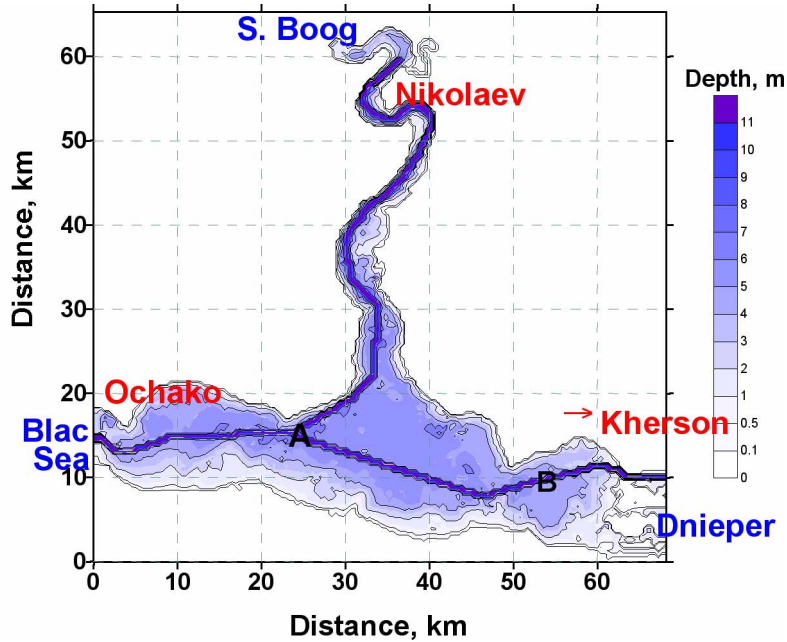 S. Boog
Nikolaev
Depth, m
11
10
9
8
7
6
5
4
3
2
1
0.5
0.1
0
60
50
40
30
20
10
0
Distance, km
Ochako
Blac
Sea
A
B
Kherson
Dnieper
0 10 20 30 40 50 60
Distance, km